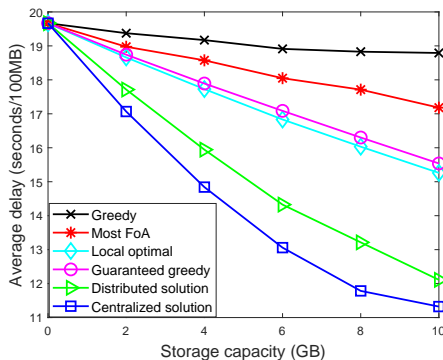 20
19
18
17
16
15
14
13
12
11
Average delay (seconds/100MB)
Greedy
Most FoA
Local optimal
Guaranteed greedy
Distributed solution
Centralized solution
0 2 4 6 8 10
Storage capacity (GB)